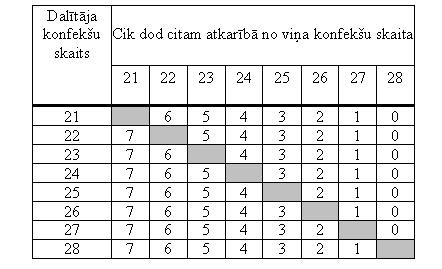 Dalītāja konfekšu skaits
Cik dod citam atkarībā no viņa konfekšu skaita
21 22 23 24 25 26 27 28
21 6 5 4 3 2 1 0
22 7 5 4 3 2 1 0
23 7 6 4 3 2 1 0
24 7 6 5 3 2 1 0
25 7 6 5 4 2 1 0
26 7 6 5 4 3 1 0
27 7 6 5 4 3 2 0
28 7 6 5 4 3 2 1